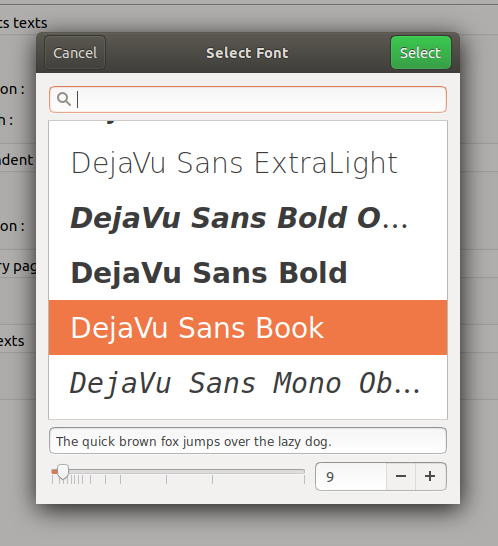 ts texts
Cancel
Select Font
Select
on :
n :
ndent
on :
ry pag
exts
DejaVu Sans ExtraLight
DejaVu Sans Bold O...
DejaVu Sans Bold
DejaVu Sans Book
DejaVu Sans Mono Ob...
The quick brown fox jumps over the lazy dog.
9